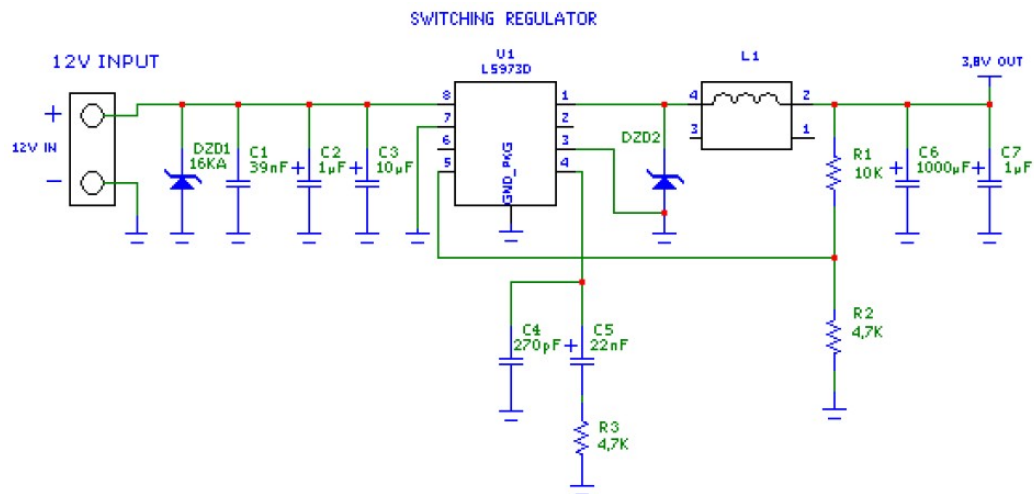 SWITCHING REGULATOR
12V INPUT
+
12V IN
−
DZD1
16KA
C1
39nF
+
C2
1µF
+
C3
10µF
U1
L5973D
8
7
6
5
1
2
3
4
GND_PKG
DZD2
L1
4
3
2
1
3,8V OUT
R1
10K
+
C6
1000µF
+
C7
1µF
C4
270pF
+
C5
22nF
R3
4,7K
R2
4,7K